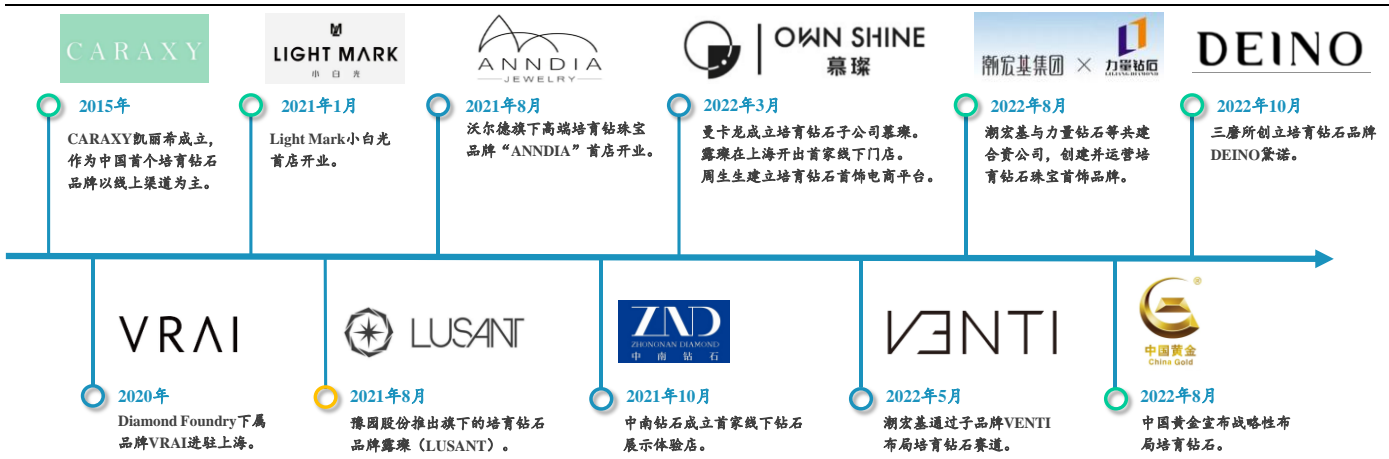 CARAXY
2015年
CARAXY凯丽希成立，
作为中国首个培育钻石
品牌以线上渠道为主。
LIGHT MARK
小白光
2021年1月
Light Mark小白光
首店开业。
ANNDIA
JEWELRY
2021年8月
沃尔德旗下高端培育钻珠宝
品牌“ANNDIA”首店开业。
OWN SHINE
慕璨
2022年3月
曼卡龙成立培育钻石子公司慕璨。
露璨在上海开出首家线下门店。
周生生建立培育钻石首饰电商平台。
潮宏基集团 × 力量钻石
LILIANG DIAMOND
2022年8月
潮宏基与力量钻石等共建
合资公司，创建并运营培
育钻石珠宝首饰品牌。
DEINO
2022年10月
三磨所创立培育钻石品牌
DEINO黛诺。
VRAI
2020年
Diamond Foundry下属
品牌VRAI进驻上海。
LUSANT
2021年8月
豫园股份推出旗下的培育钻石
品牌露璨（LUSANT）。
ZND
ZHONGNAN DIAMOND
中南钻石
2021年10月
中南钻石成立首家线下钻石
展示体验店。
VENTI
2022年5月
潮宏基通过子品牌VENTI
布局培育钻石赛道。
®
中国黄金
China Gold
2022年8月
中国黄金宣布战略性布
局培育钻石。